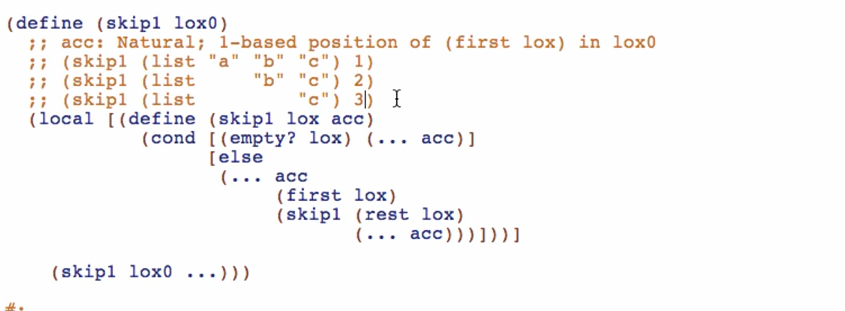 (define (skip1 lox0)
  ;; acc: Natural; 1-based position of (first lox) in lox0
  ;; (skip1 (list "a" "b" "c") 1)
  ;; (skip1 (list     "b" "c") 2)
  ;; (skip1 (list         "c") 3)
  (local [(define (skip1 lox acc)
            (cond [(empty? lox) (... acc)]
                  [else
                   (... acc
                        (first lox)
                        (skip1 (rest lox)
                               (... acc)))]))]

    (skip1 lox0 ...)))
#;